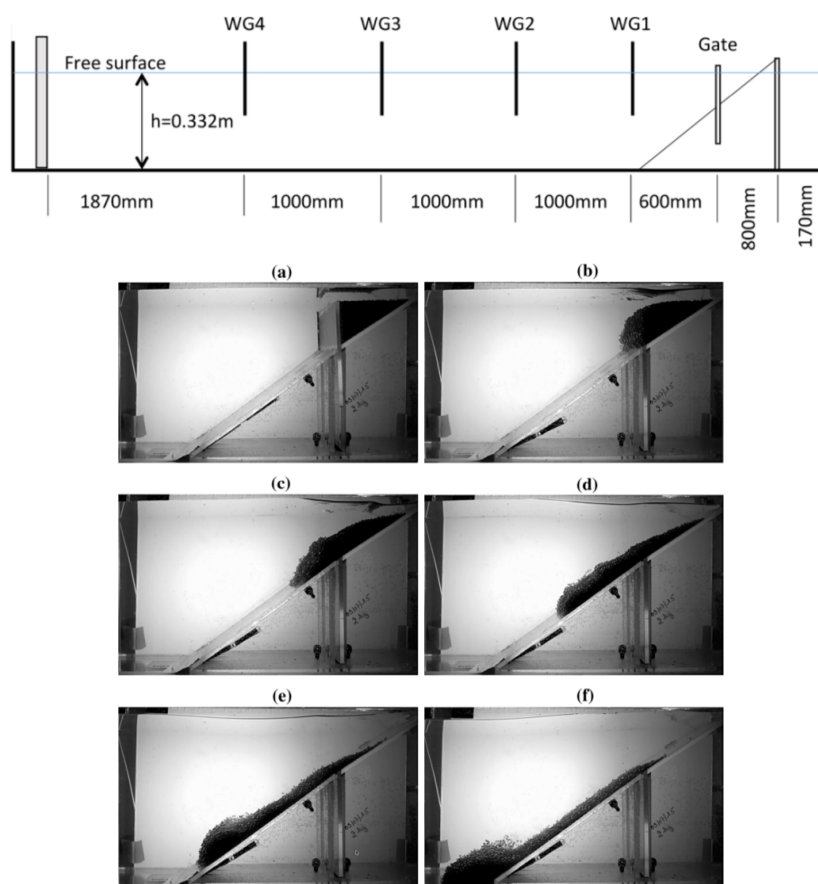 WG4 WG3 WG2 WG1
Gate
Free surface
h=0.332m
1870mm 1000mm 1000mm 1000mm 600mm 800mm 170mm
(a) (b)
(c) (d)
(e) (f)